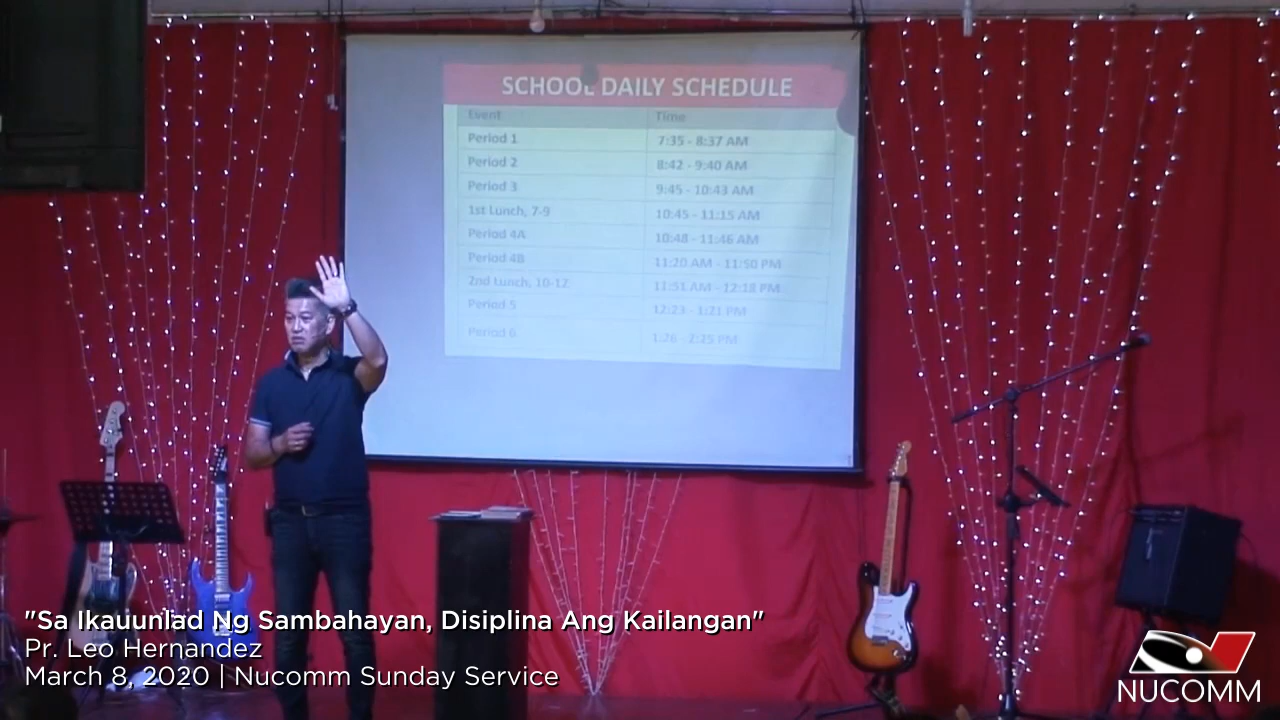 SCHOOL DAILY SCHEDULE
Event Time
Period 1 7:35 - 8:37 AM
Period 2 8:42 - 9:40 AM
Period 3 9:45 - 10:43 AM
1st Lunch, 7-9 10:45 - 11:15 AM
Period 4A 10:48 - 11:46 AM
Period 4B 11:20 AM - 11:50 PM
2nd Lunch, 10-12 11:51 AM - 12:18 PM
Period 5 12:23 - 1:21 PM
Period 6 1:26 - 2:25 PM
"Sa Ikauunlad Ng Sambahayan, Disiplina Ang Kailangan"
Pr. Leo Hernandez
March 8, 2020 | Nucomm Sunday Service
NUCOMM